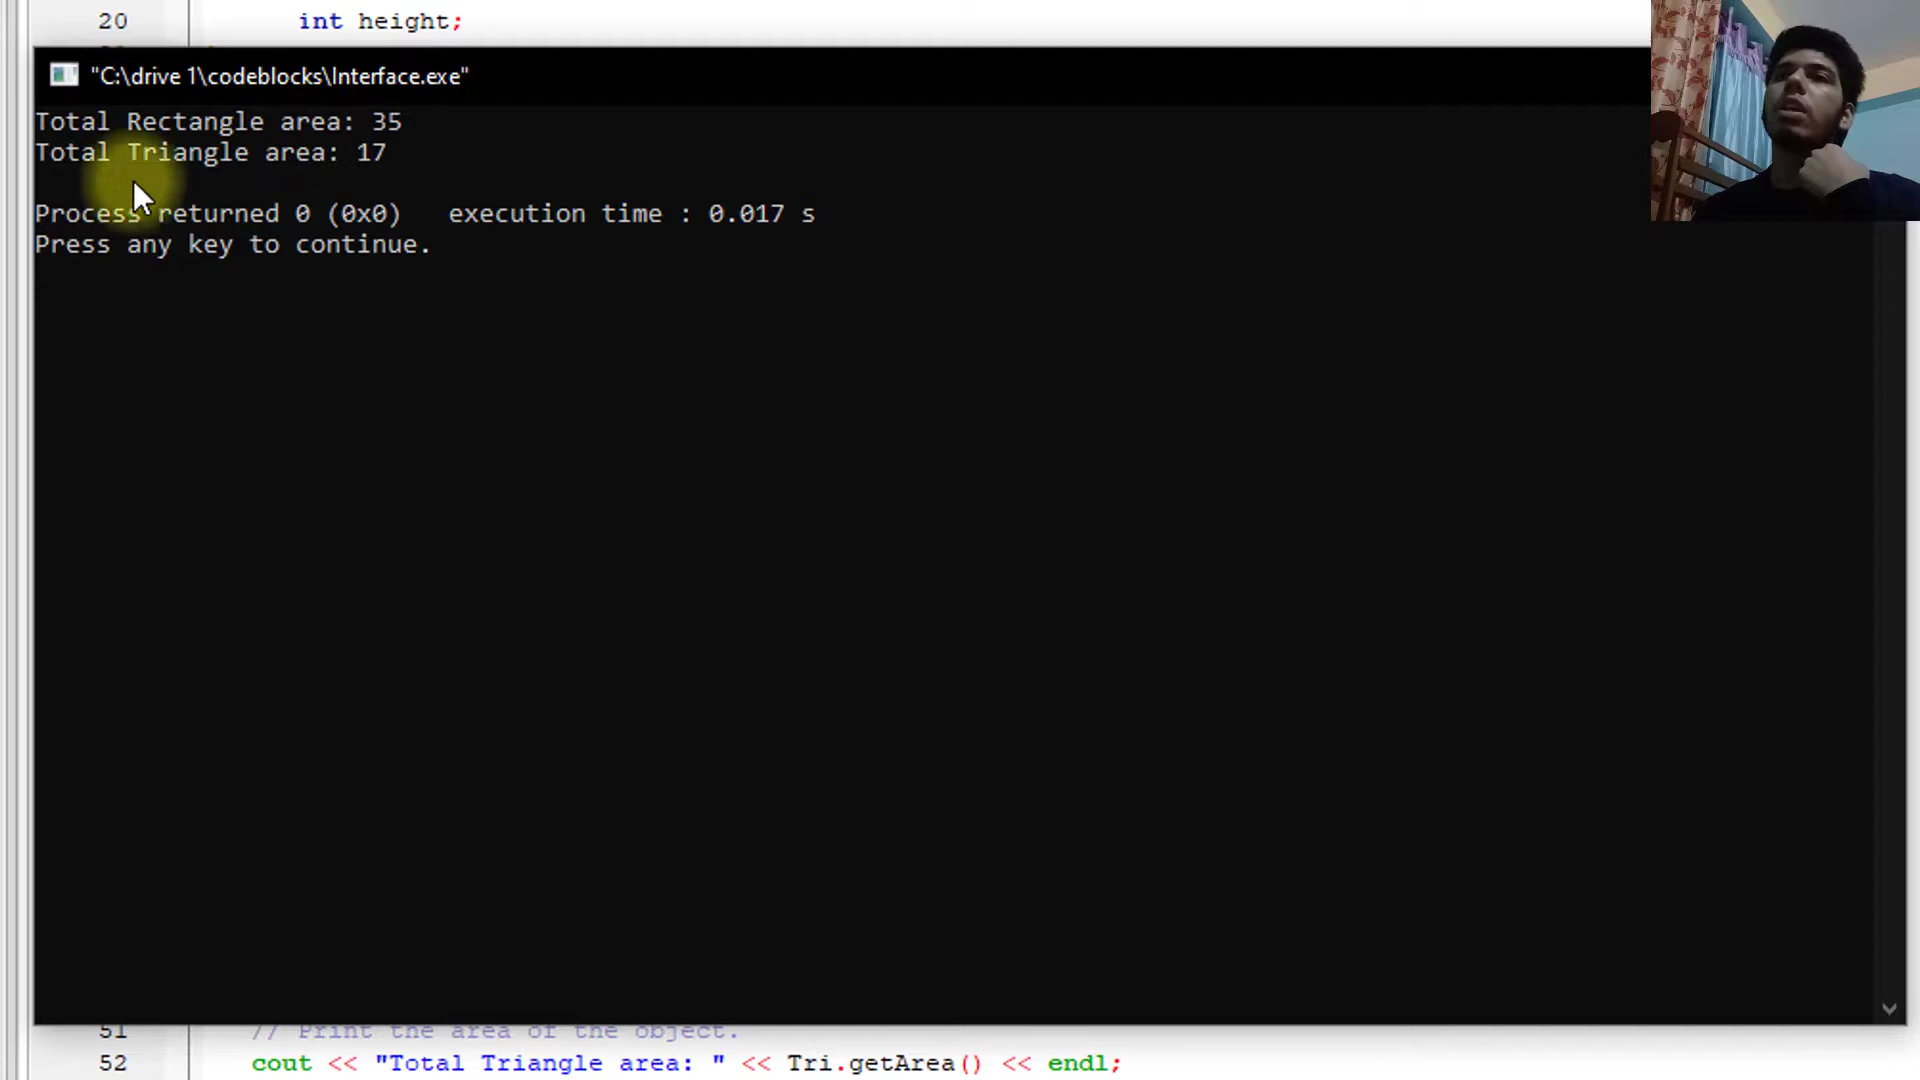 20 int height;
"C:\drive 1\codeblocks\Interface.exe"
Total Rectangle area: 35
Total Triangle area: 17
Process returned 0 (0x0) execution time : 0.017 s
Press any key to continue.
51 // Print the area of the object.
52 cout << "Total Triangle area: " << Tri.getArea() << endl;